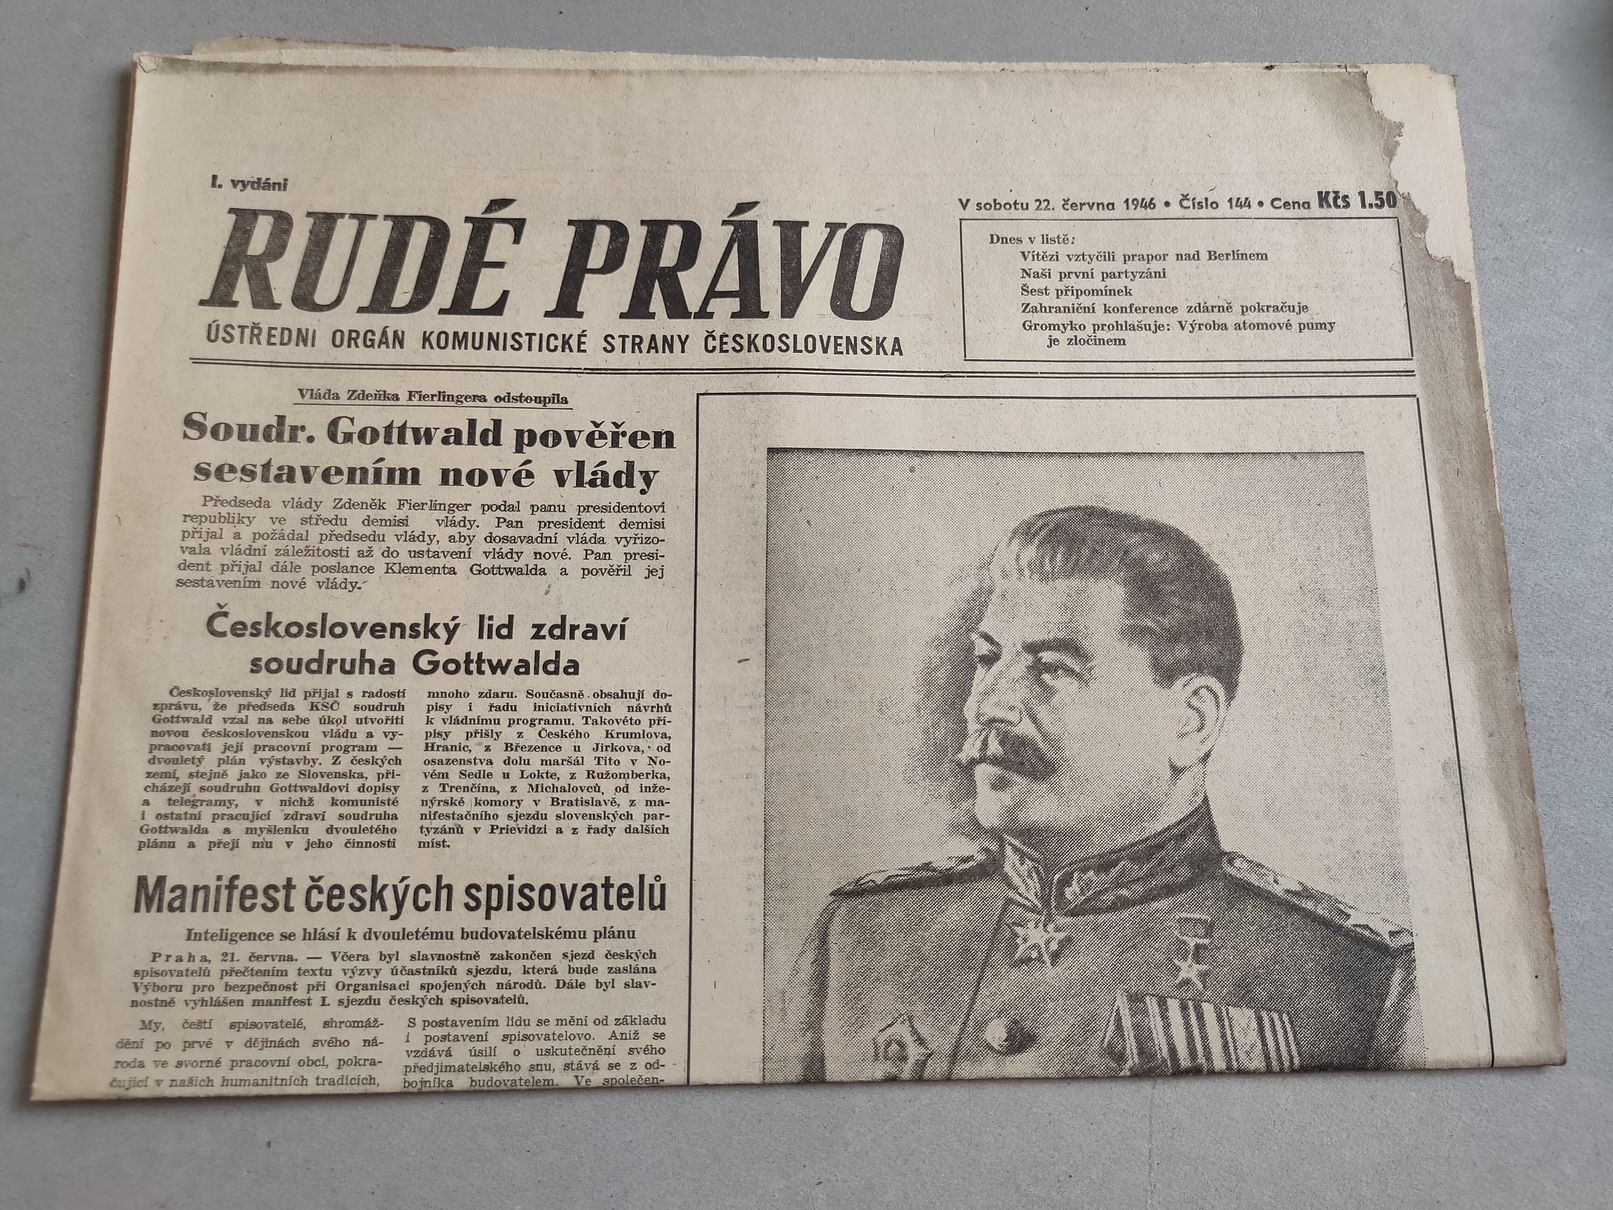 I. vydání
RUDÉ PRÁVO
ÚSTŘEDNI ORGÁN KOMUNISTICKÉ STRANY ČESKOSLOVENSKA
V sobotu 22. června 1946 • Číslo 144 • Cena Kčs 1.50
Dnes v listě:
Vítězi vztyčili prapor nad Berlínem
Naši první partyzáni
Šest připomínek
Zahraniční konference zdárně pokračuje
Gromyko prohlašuje: Výroba atomové pumy
je zločinem
Vláda Zdeňka Fierlingera odstoupila
Soudr. Gottwald pověřen
sestavením nové vlády
Předseda vlády Zdeněk Fierlinger podal panu presidentovi
republiky ve středu demisi vlády. Pan president demisi
přijal a požádal předsedu vlády, aby dosavadní vláda vyřizo-
vala vládní záležitosti až do ustavení vlády nové. Pan presi-
dent přijal dále poslance Klementa Gottwalda a pověřil jej
sestavením nové vlády.
Československý lid zdraví
soudruha Gottwalda
Československý lid přijal s radostí
zprávu, že předseda KSČ soudruh
Gottwald vzal na sebe úkol utvořiti
novou československou vládu a vy-
pracovati její pracovní program —
dvouletý plán výstavby. Z českých
zemí, stejně jako ze Slovenska, při-
cházejí soudruhu Gottwaldovi dopisy
a telegramy, v nichž komunisté
i ostatní pracující zdraví soudruha
Gottwalda a myšlenku dvouletého
plánu a přejí mu v jeho činnosti
mnoho zdaru. Současně obsahují do-
pisy i řadu iniciativních návrhů
k vládnímu programu. Takovéto pří-
pisy přišly z Českého Krumlova,
Hranic, z Březence u Jirkova, od
osazenstva dolu maršál Tito v No-
vém Sedle u Lokte, z Ružomberka,
z Trenčína, z Michalovců, od inže-
nýrské komory v Bratislavě, z ma-
nifestačního sjezdu slovenských par-
tyzánů v Prievidzi a z řady dalších
míst.
Manifest českých spisovatelů
Inteligence se hlásí k dvouletému budovatelskému plánu
Praha, 21. června. — Včera byl slavnostně zakončen sjezd českých
spisovatelů přečtením textu výzvy účastníků sjezdu, která bude zaslána
Výboru pro bezpečnost při Organisaci spojených národů. Dále byl slav-
nostně vyhlášen manifest I. sjezdu českých spisovatelů.
My, čeští spisovatelé, shromáž-
dění po prvé v dějinách svého ná-
roda ve svorné pracovní obci, pokra-
čující v našich humanitních tradicích,
S postavením lidu se mění od základu
i postavení spisovatelovo. Aniž se
vzdává úsilí o uskutečnění svého
předjimatelského snu, stává se z od-
bojníka budovatelem. Ve společen-